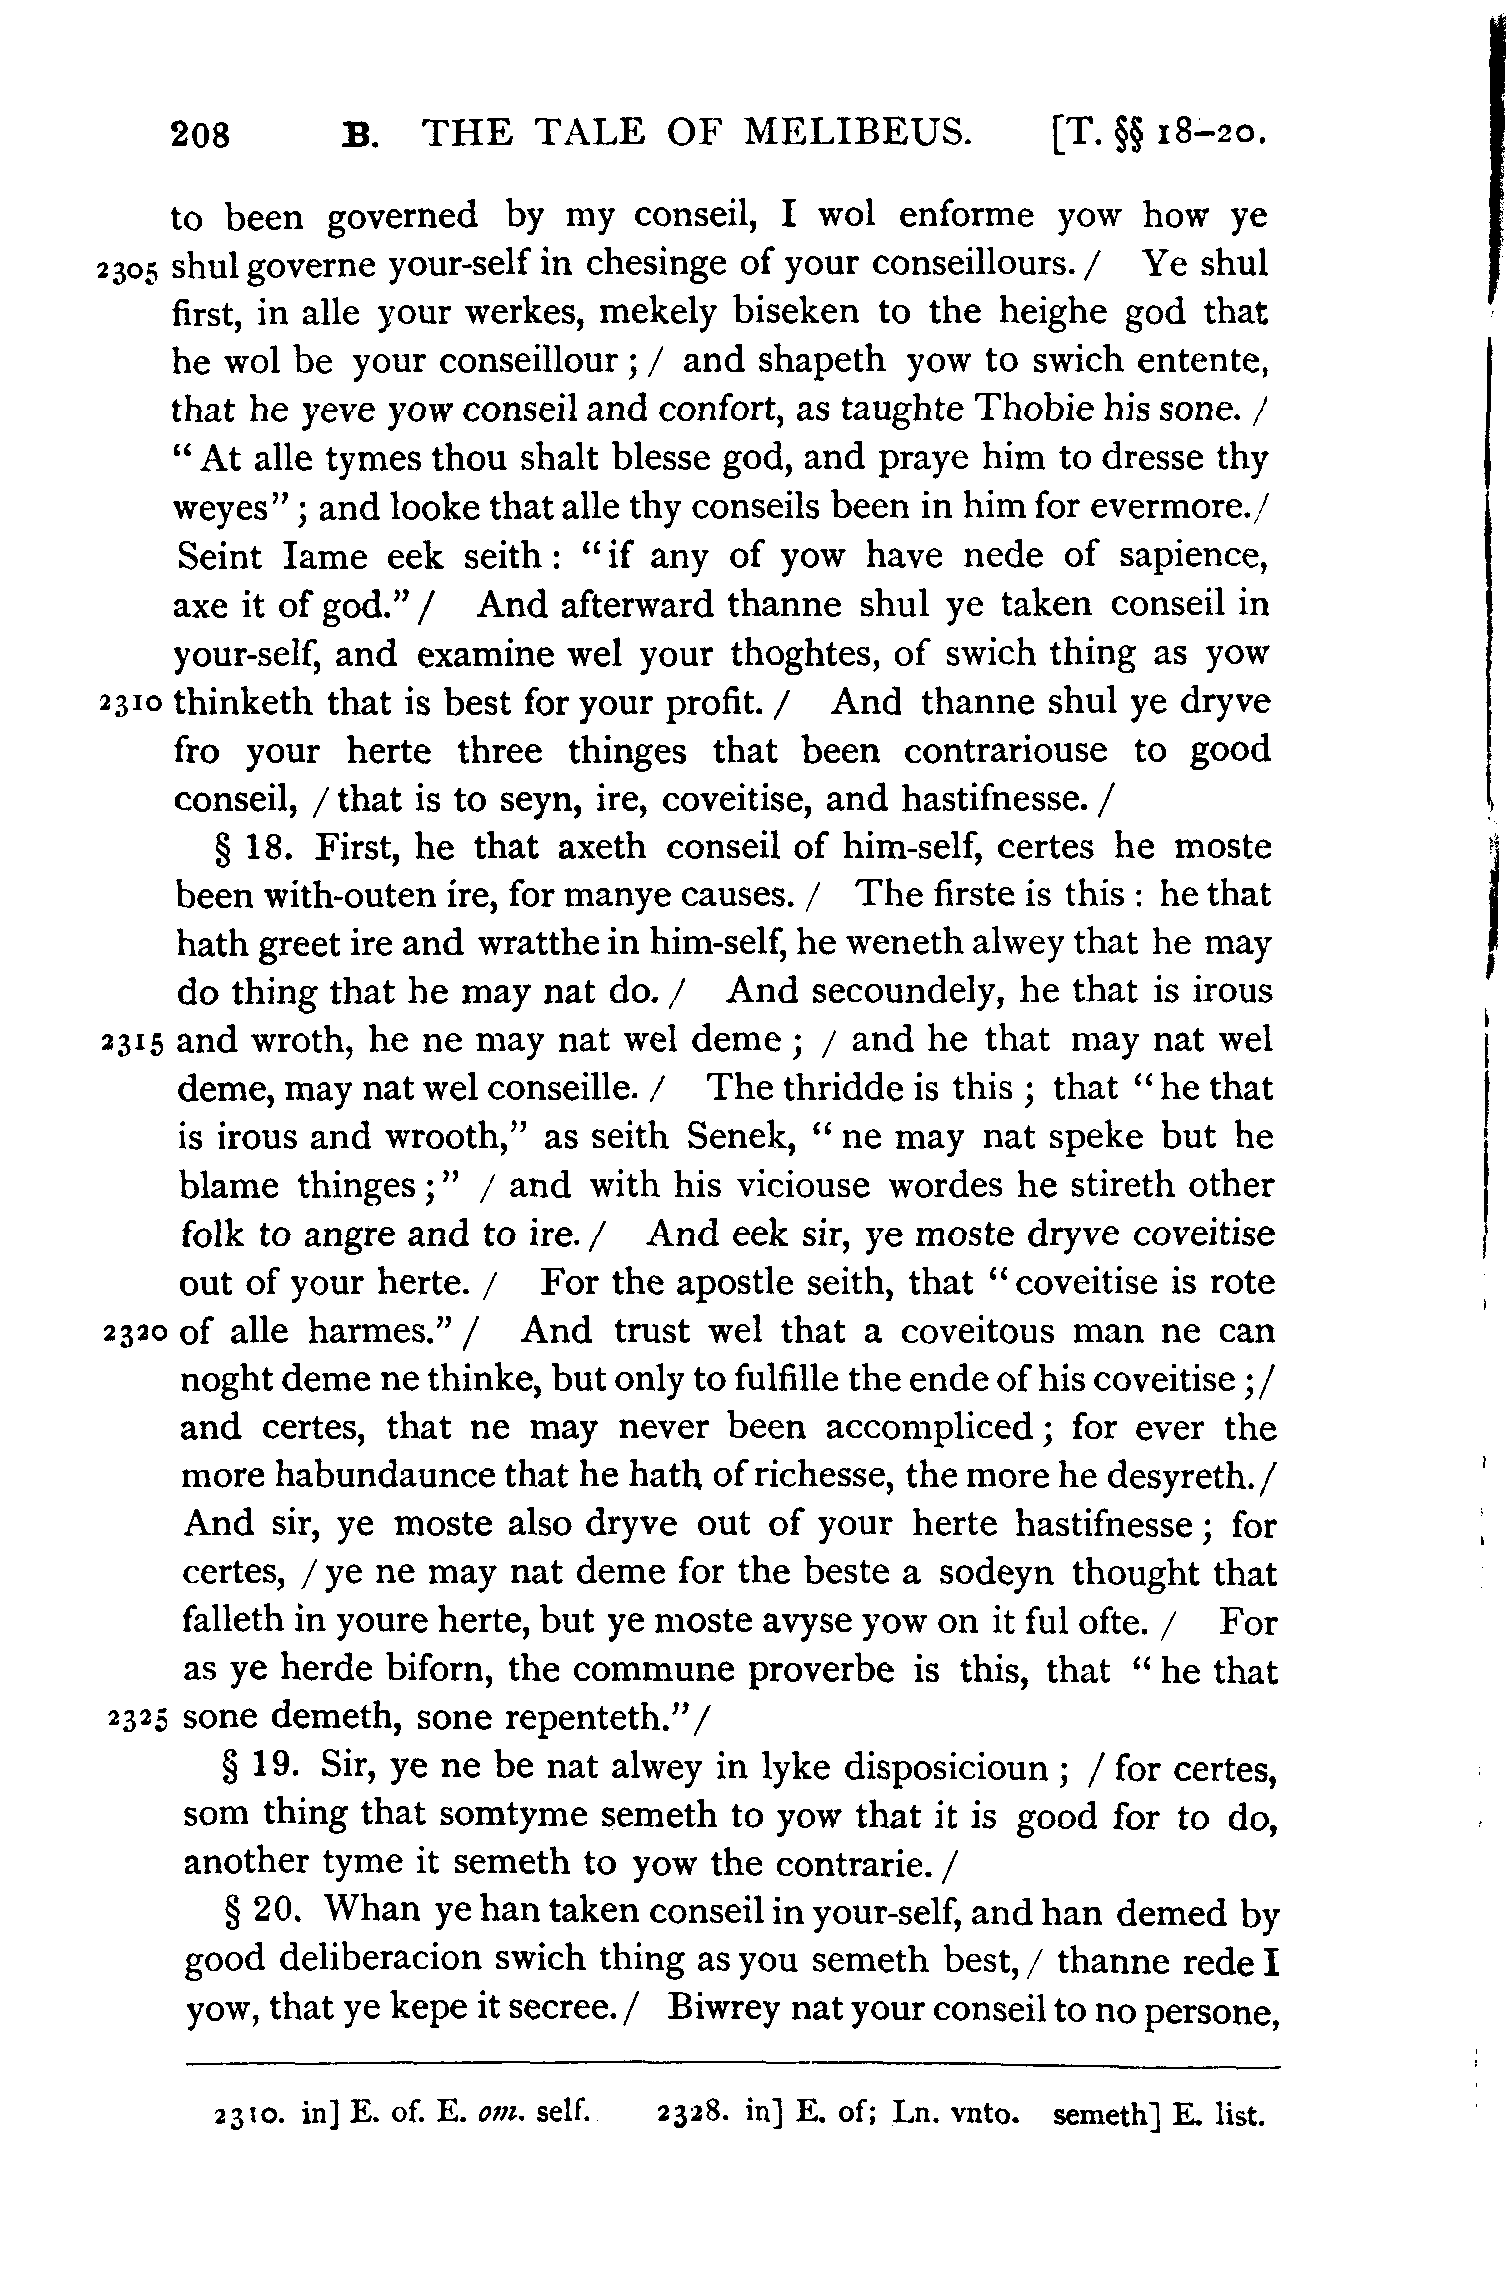 208 B. THE TALE OF MELIBEUS. [T. §§ 18–20.
to been governed by my conseil, I wol enforme yow how ye
2305 shul governe your-self in chesinge of your conseillours. / Ye shul
first, in alle your werkes, mekely biseken to the heighe god that
he wol be your conseillour ; / and shapeth yow to swich entente,
that he yeve yow conseil and confort, as taughte Thobie his sone. /
“ At alle tymes thou shalt blesse god, and praye him to dresse thy
weyes” ; and looke that alle thy conseils been in him for evermore. /
Seint Iame eek seith : “ if any of yow have nede of sapience,
axe it of god.” / And afterward thanne shul ye taken conseil in
your-self, and examine wel your thoghtes, of swich thing as yow
2310 thinketh that is best for your profit. / And thanne shul ye dryve
fro your herte three thinges that been contrariouse to good
conseil, / that is to seyn, ire, coveitise, and hastifnesse. /
§ 18. First, he that axeth conseil of him-self, certes he moste
been with-outen ire, for manye causes. / The firste is this : he that
hath greet ire and wratthe in him-self, he weneth alwey that he may
do thing that he may nat do. / And secoundely, he that is irous
2315 and wroth, he ne may nat wel deme ; / and he that may nat wel
deme, may nat wel conseille. / The thridde is this ; that “ he that
is irous and wrooth,” as seith Senek, “ ne may nat speke but he
blame thinges ; ” / and with his viciouse wordes he stireth other
folk to angre and to ire. / And eek sir, ye moste dryve coveitise
out of your herte. / For the apostle seith, that “ coveitise is rote
2320 of alle harmes.” / And trust wel that a coveitous man ne can
noght deme ne thinke, but only to fulfille the ende of his coveitise ; /
and certes, that ne may never been accompliced ; for ever the
more habundaunce that he hath of richesse, the more he desyreth. /
And sir, ye moste also dryve out of your herte hastifnesse ; for
certes, / ye ne may nat deme for the beste a sodeyn thought that
falleth in youre herte, but ye moste avyse yow on it ful ofte. / For
as ye herde biforn, the commune proverbe is this, that “ he that
2325 sone demeth, sone repenteth.” /
§ 19. Sir, ye ne be nat alwey in lyke disposicioun ; / for certes,
som thing that somtyme semeth to yow that it is good for to do,
another tyme it semeth to yow the contrarie. /
§ 20. Whan ye han taken conseil in your-self, and han demed by
good deliberacion swich thing as you semeth best, / thanne rede I
yow, that ye kepe it secree. / Biwrey nat your conseil to no persone,
2310. in] E. of. E. om. self. 2328. in] E. of; Ln. vnto. semeth] E. list.